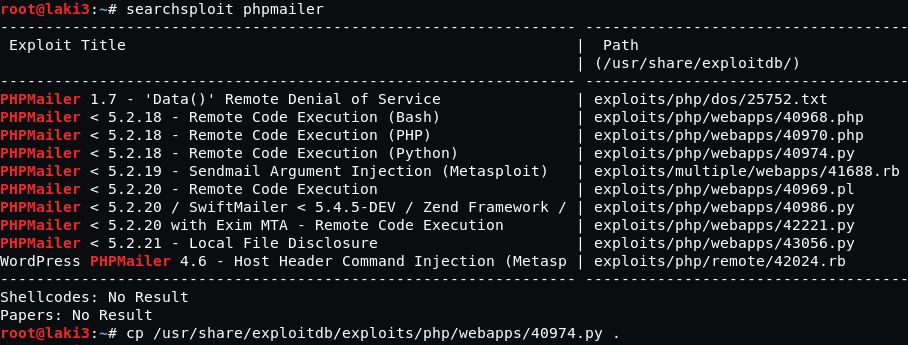 root@laki3:~# searchsploit phpmailer
---------------------------------------------------------------- ------------------------------------
 Exploit Title                                                  |  Path
                                                                | (/usr/share/exploitdb/)
---------------------------------------------------------------- ------------------------------------
PHPMailer 1.7 - 'Data()' Remote Denial of Service               | exploits/php/dos/25752.txt
PHPMailer < 5.2.18 - Remote Code Execution (Bash)               | exploits/php/webapps/40968.php
PHPMailer < 5.2.18 - Remote Code Execution (PHP)                | exploits/php/webapps/40970.php
PHPMailer < 5.2.18 - Remote Code Execution (Python)             | exploits/php/webapps/40974.py
PHPMailer < 5.2.19 - Sendmail Argument Injection (Metasploit)   | exploits/multiple/webapps/41688.rb
PHPMailer < 5.2.20 - Remote Code Execution                      | exploits/php/webapps/40969.pl
PHPMailer < 5.2.20 / SwiftMailer < 5.4.5-DEV / Zend Framework / | exploits/php/webapps/40986.py
PHPMailer < 5.2.20 with Exim MTA - Remote Code Execution        | exploits/php/webapps/42221.py
PHPMailer < 5.2.21 - Local File Disclosure                      | exploits/php/webapps/43056.py
WordPress PHPMailer 4.6 - Host Header Command Injection (Metasp | exploits/php/remote/42024.rb
---------------------------------------------------------------- ------------------------------------
Shellcodes: No Result
Papers: No Result
root@laki3:~# cp /usr/share/exploitdb/exploits/php/webapps/40974.py .